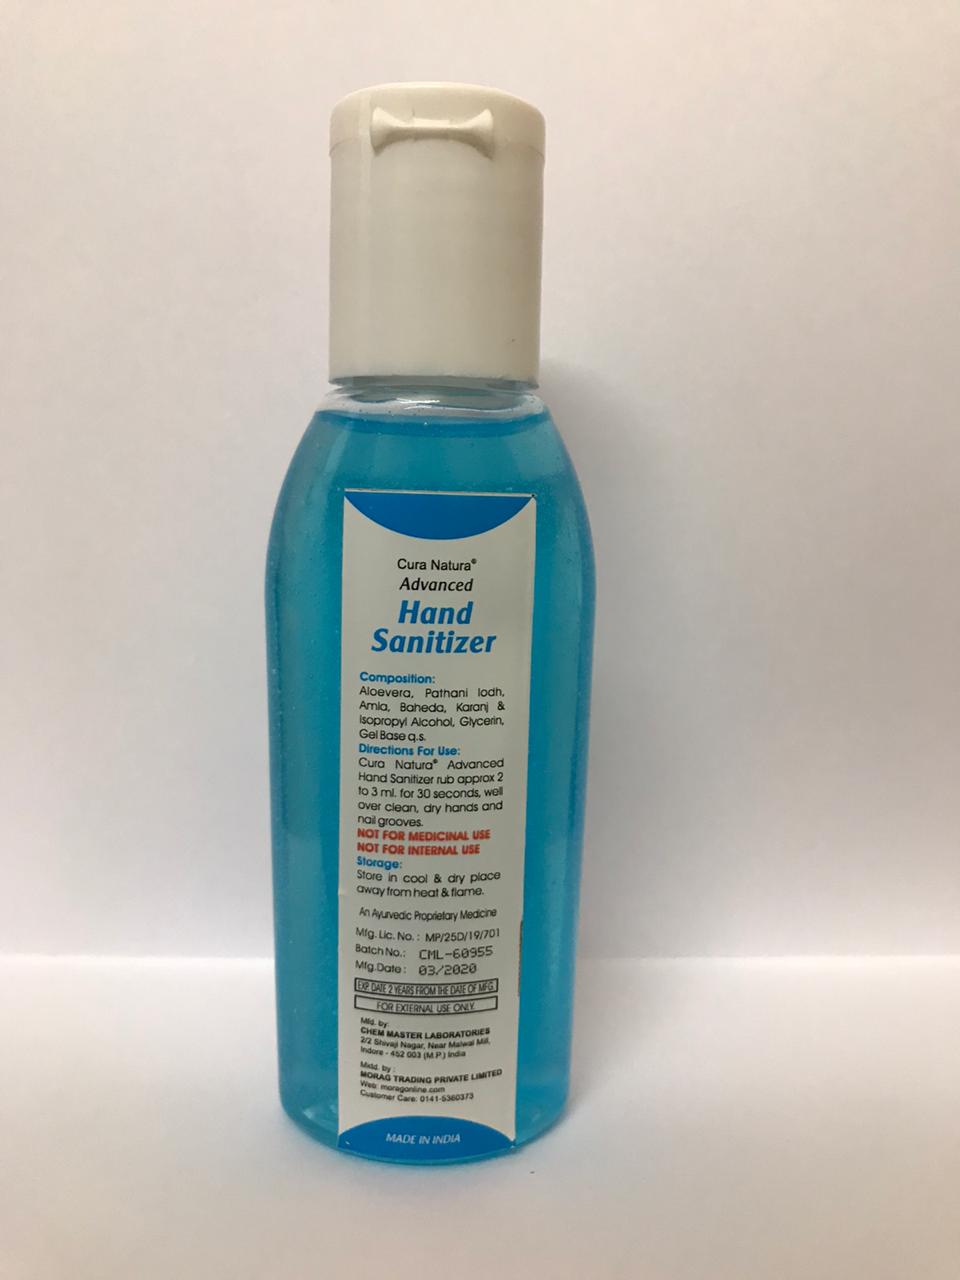 Cura Natura®
Advanced
Hand
Sanitizer
Composition:
Aloevera, Pathani lodh,
Amla, Baheda, Karanj &
Isopropyl Alcohol, Glycerin,
Gel Base q.s.
Directions For Use:
Cura Natura® Advanced
Hand Sanitizer rub approx 2
to 3 ml. for 30 seconds, well
over clean, dry hands and
nail grooves.
NOT FOR MEDICINAL USE
NOT FOR INTERNAL USE
Storage:
Store in cool & dry place
away from heat & flame.
An Ayurvedic Proprietary Medicine
Mfg. Lic. No. : MP/25D/19/701
Batch No.: CML-60955
Mfg.Date : 03/2020
EXP. DATE 2 YEARS FROM THE DATE OF MFG.
FOR EXTERNAL USE ONLY.
Mfd. by:
CHEM MASTER LABORATORIES
2/2 Shivaji Nagar, Near Malwal Mill,
Indore - 452 003 (M.P.) India
Mktd. by :
MORAG TRADING PRIVATE LIMITED
Web: moragonline.com
Customer Care: 0141-5360373
MADE IN INDIA